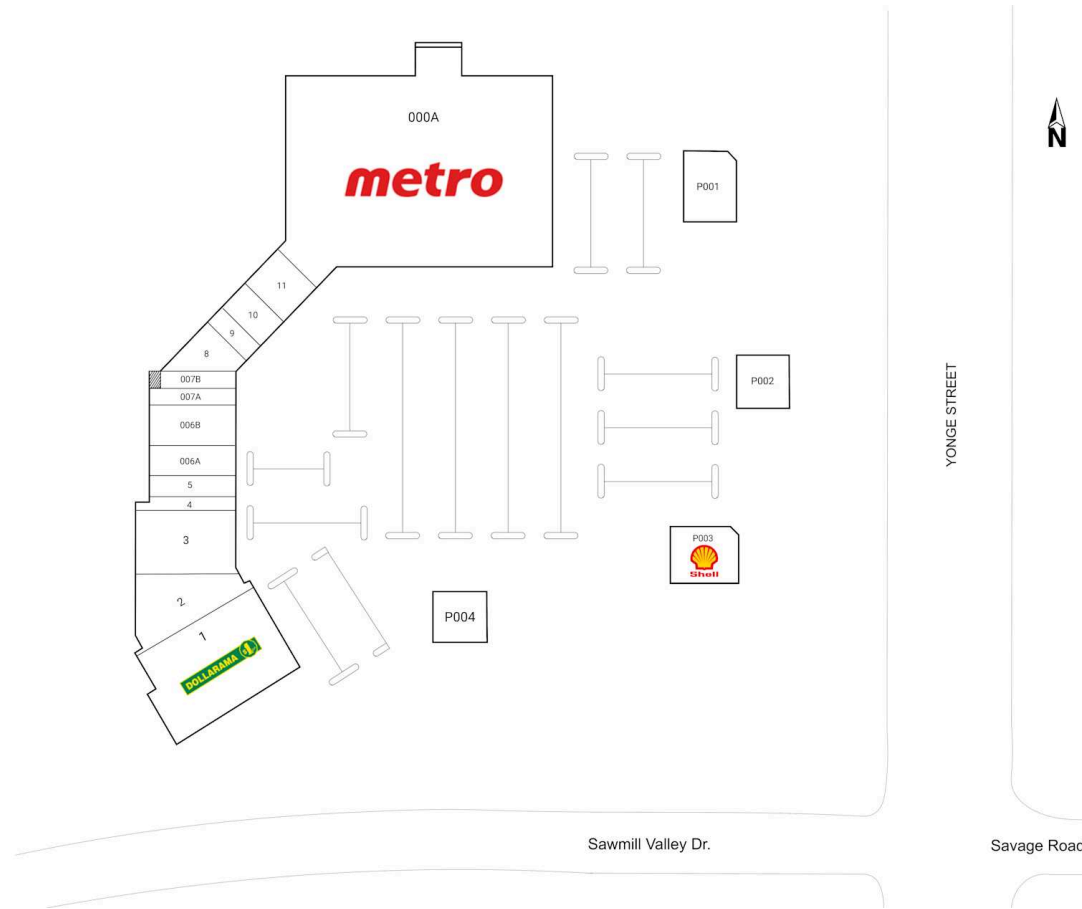 000A
metro
N
P001
11
10
9
8
007B
007A
006B
006A
5
4
3
2
1
DOLLARAMA
P002
YONGE STREET
P003
Shell
P004
Sawmill Valley Dr.
Savage Road